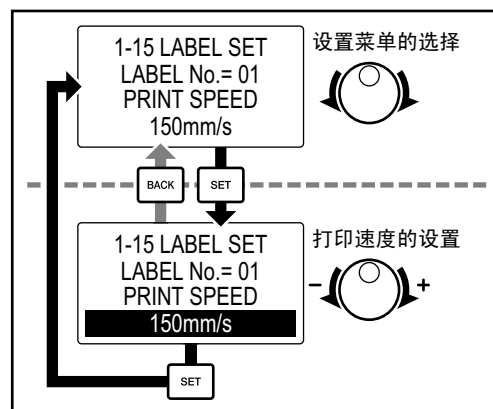 1-15 LABEL SET
LABEL No.= 01
PRINT SPEED
150mm/s
设置菜单的选择
BACK
SET
1-15 LABEL SET
LABEL No.= 01
PRINT SPEED
150mm/s
打印速度的设置
- +
SET